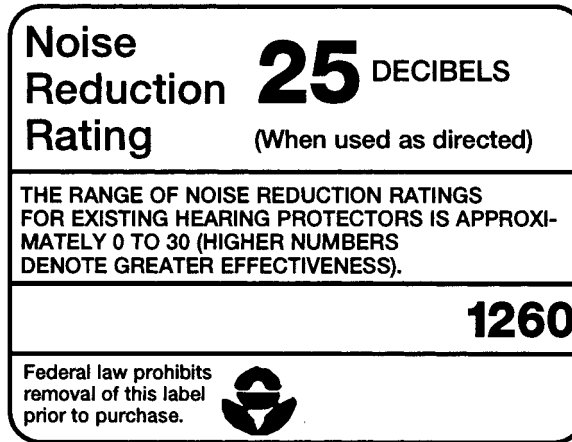 Noise
Reduction
Rating
25 DECIBELS
(When used as directed)
THE RANGE OF NOISE REDUCTION RATINGS
FOR EXISTING HEARING PROTECTORS IS APPROXI-
MATELY 0 TO 30 (HIGHER NUMBERS
DENOTE GREATER EFFECTIVENESS).
1260
Federal law prohibits
removal of this label
prior to purchase.